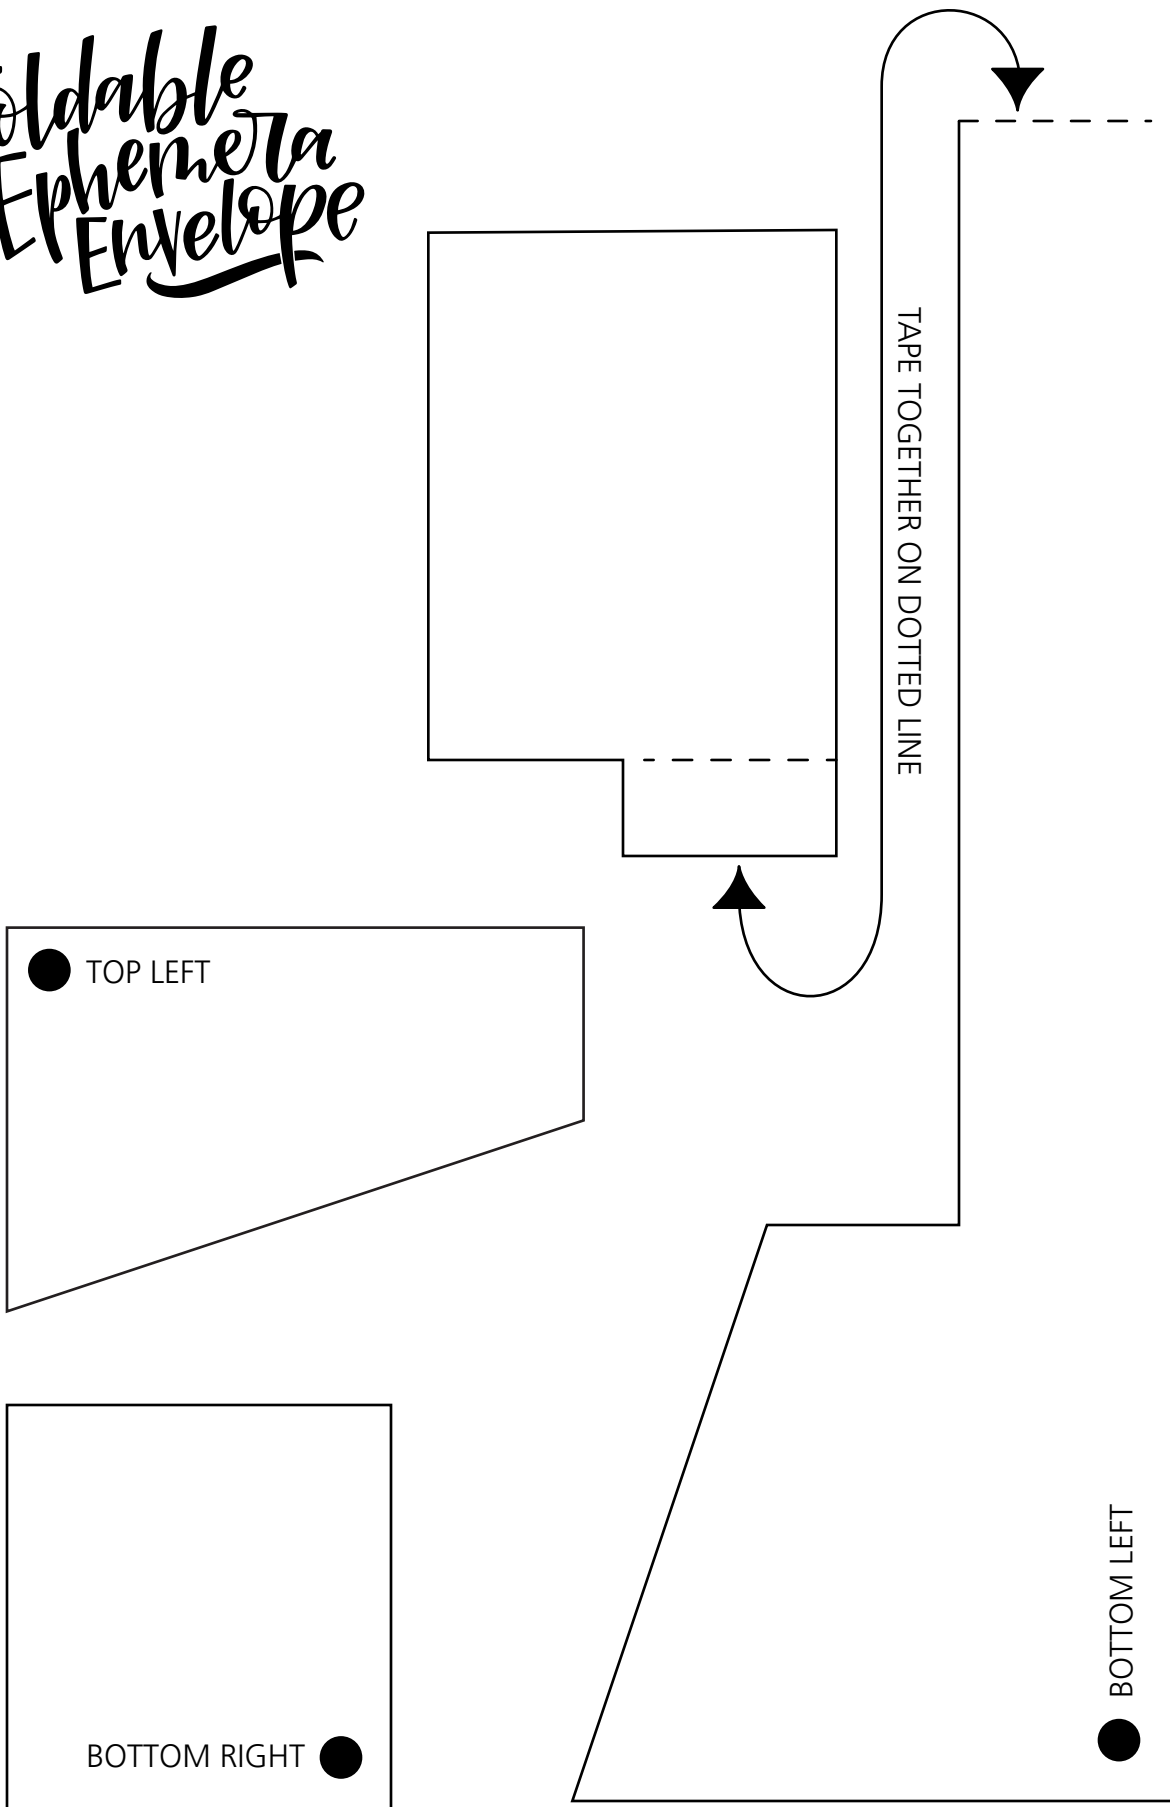 oldable
Ephemera
Envelope
TAPE TOGETHER ON DOTTED LINE
TOP LEFT
BOTTOM LEFT
BOTTOM RIGHT